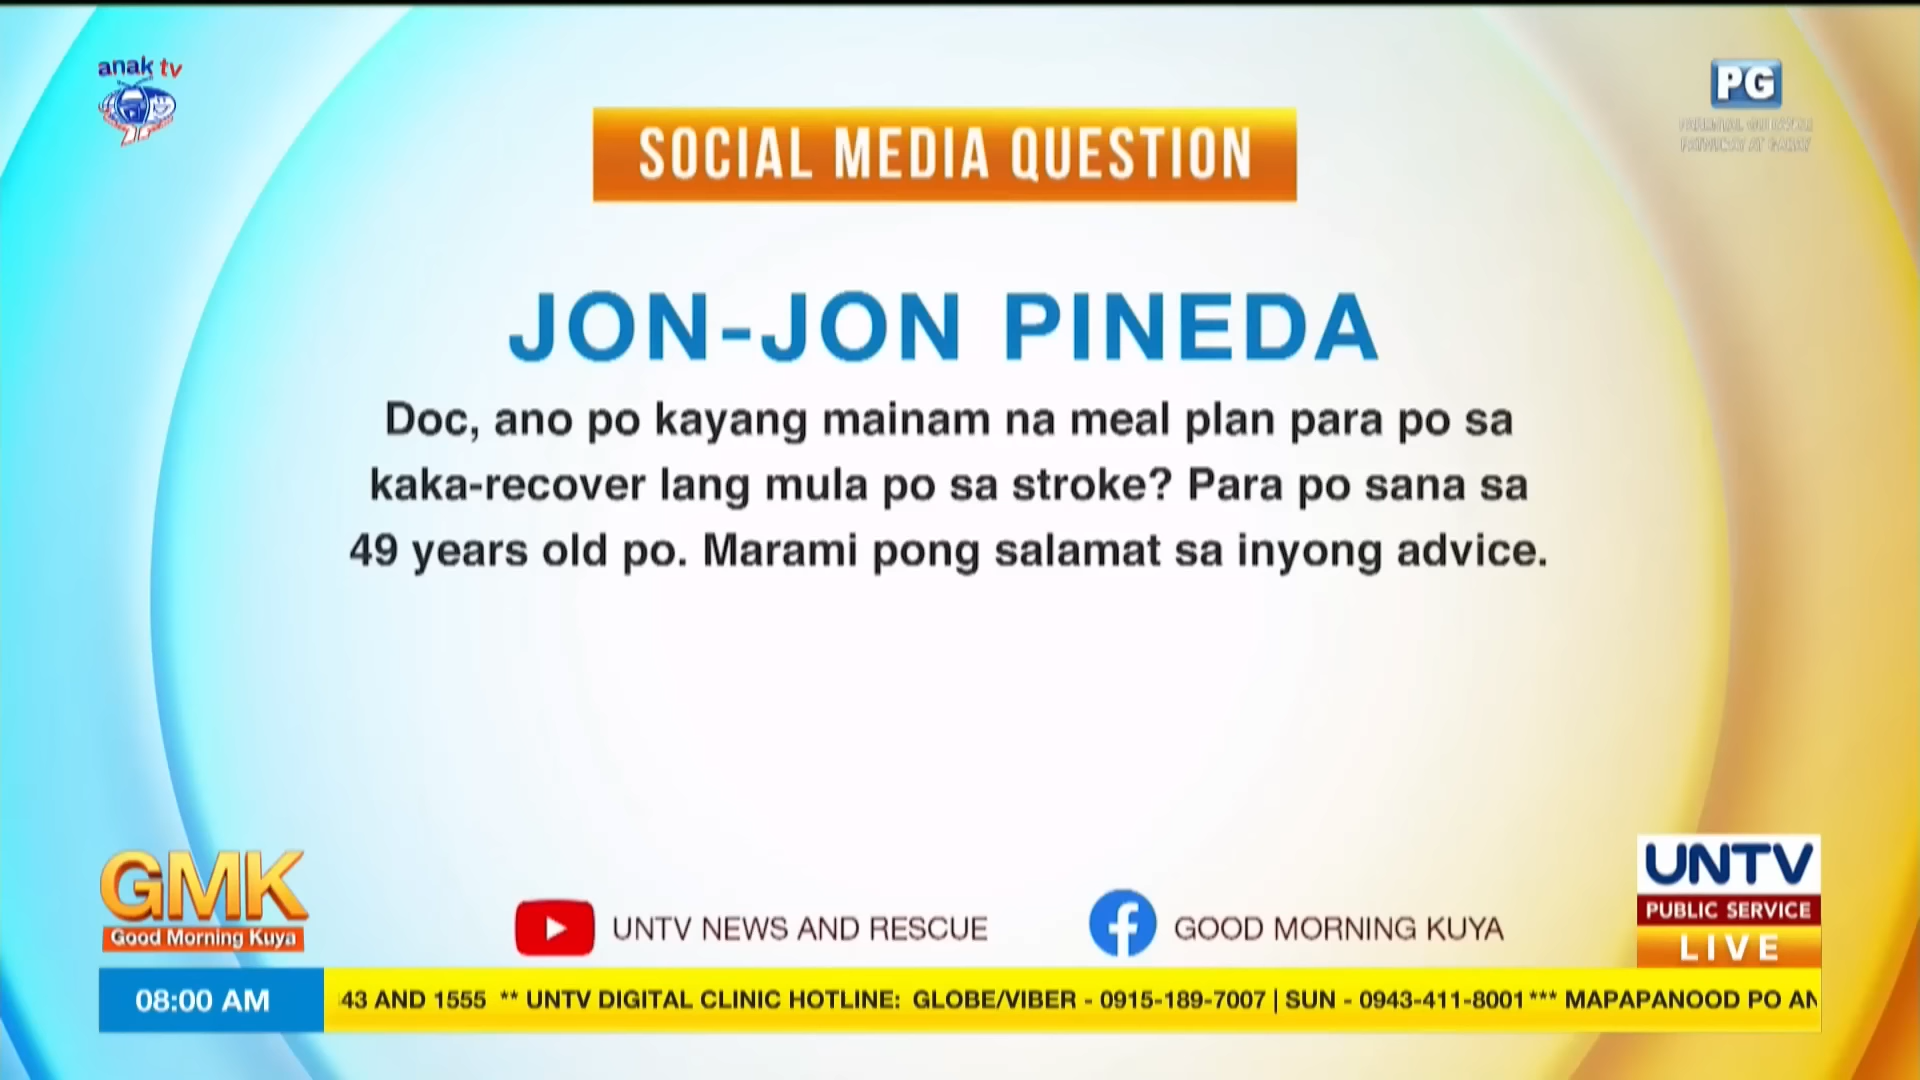 anak tv
PG
SOCIAL MEDIA QUESTION
JON-JON PINEDA
Doc, ano po kayang mainam na meal plan para po sa
kaka-recover lang mula po sa stroke? Para po sana sa
49 years old po. Marami pong salamat sa inyong advice.
GMK
Good Morning Kuya
UNTV NEWS AND RESCUE
GOOD MORNING KUYA
UNTV
PUBLIC SERVICE
LIVE
08:00 AM
43 AND 1555 ** UNTV DIGITAL CLINIC HOTLINE: GLOBE/VIBER - 0915-189-7007 | SUN - 0943-411-8001 *** MAPAPANOOD PO AN